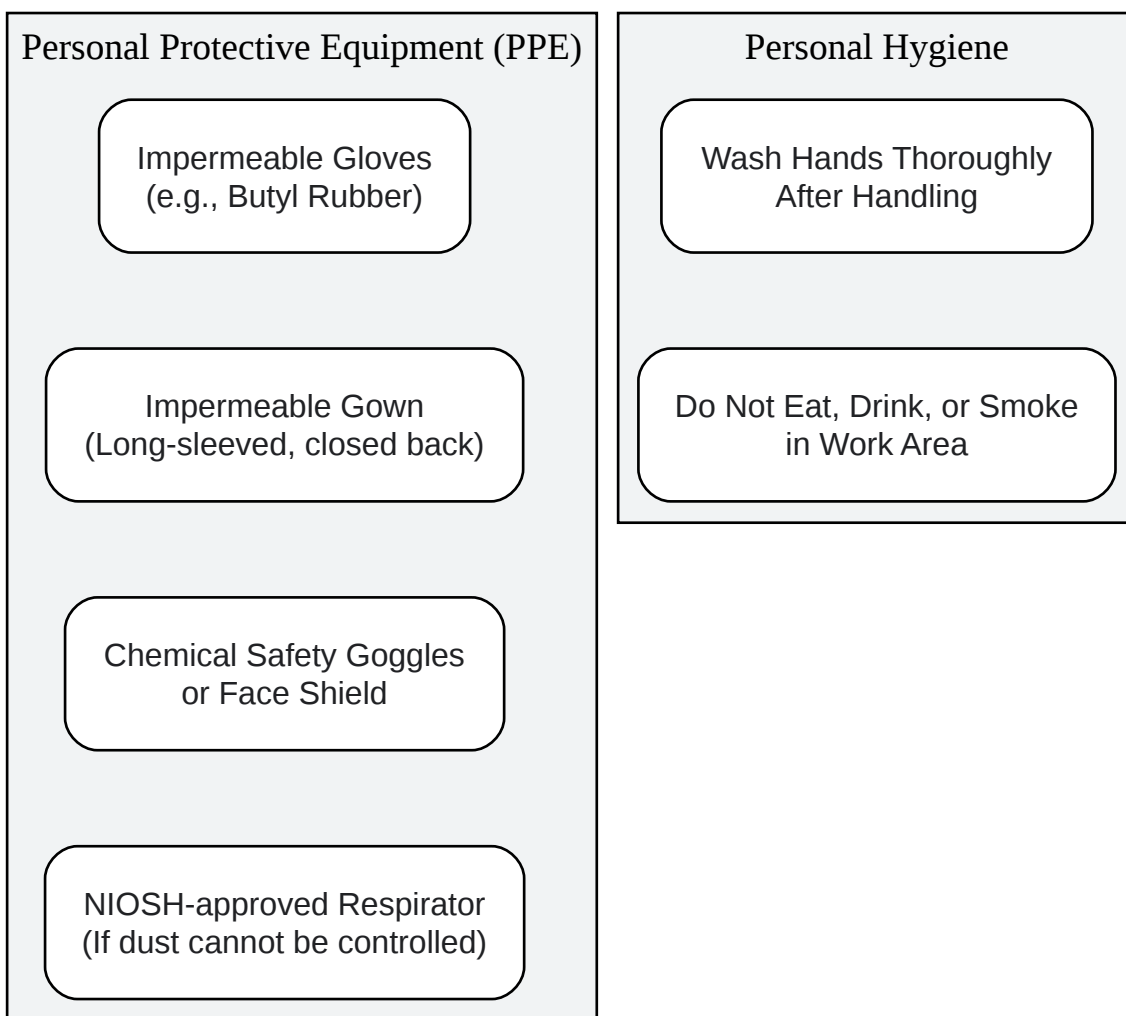 Personal Protective Equipment (PPE)
Impermeable Gloves
(e.g., Butyl Rubber)
Impermeable Gown
(Long-sleeved, closed back)
Chemical Safety Goggles
or Face Shield
NIOSH-approved Respirator
(If dust cannot be controlled)
Personal Hygiene
Wash Hands Thoroughly
After Handling
Do Not Eat, Drink, or Smoke
in Work Area